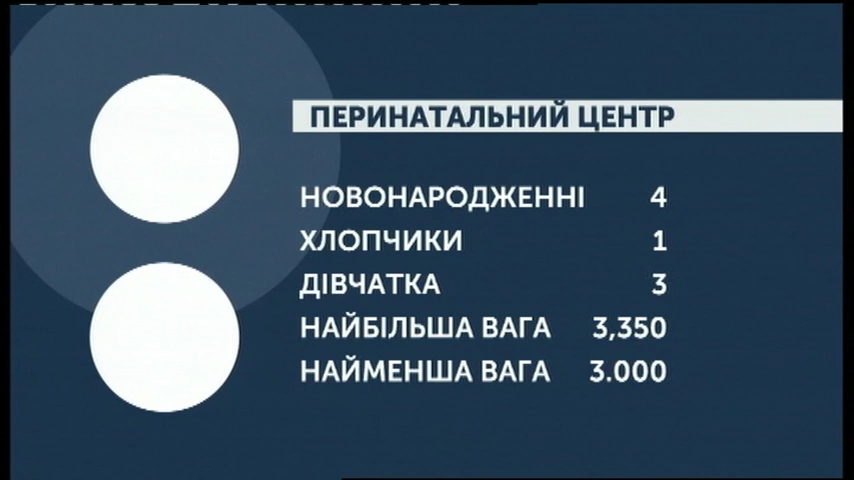 ПЕРИНАТАЛЬНИЙ ЦЕНТР
НОВОНАРОДЖЕННІ 4
ХЛОПЧИКИ 1
ДІВЧАТКА 3
НАЙБІЛЬША ВАГА 3,350
НАЙМЕНША ВАГА 3.000